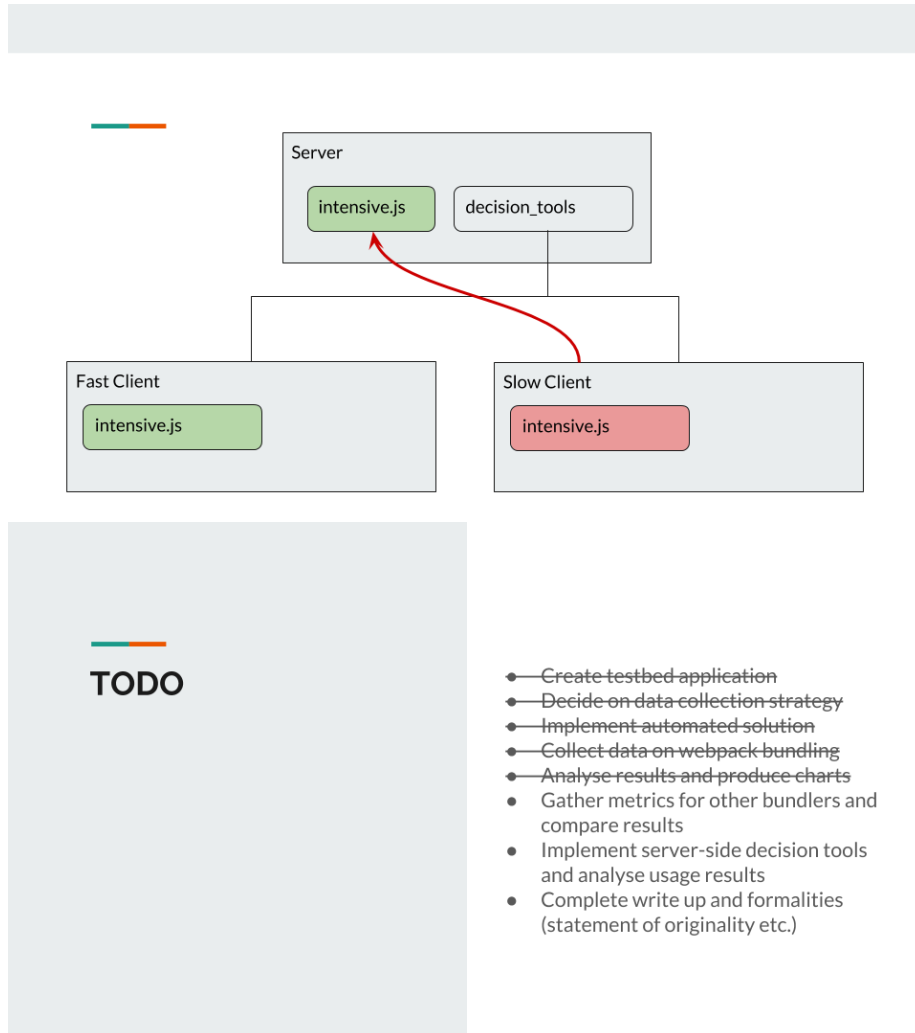 Server
intensive.js
decision_tools
Fast Client
intensive.js
Slow Client
intensive.js
TODO
● Create testbed application
● Decide on data collection strategy
● Implement automated solution
● Collect data on webpack bundling
● Analyse results and produce charts
● Gather metrics for other bundlers and
compare results
● Implement server-side decision tools
and analyse usage results
● Complete write up and formalities
(statement of originality etc.)